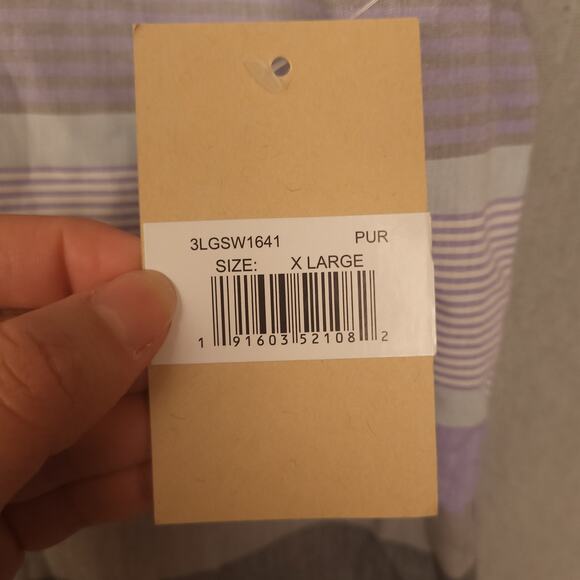 3LGSW1641 PUR
SIZE: X LARGE
1 91603 52108 2